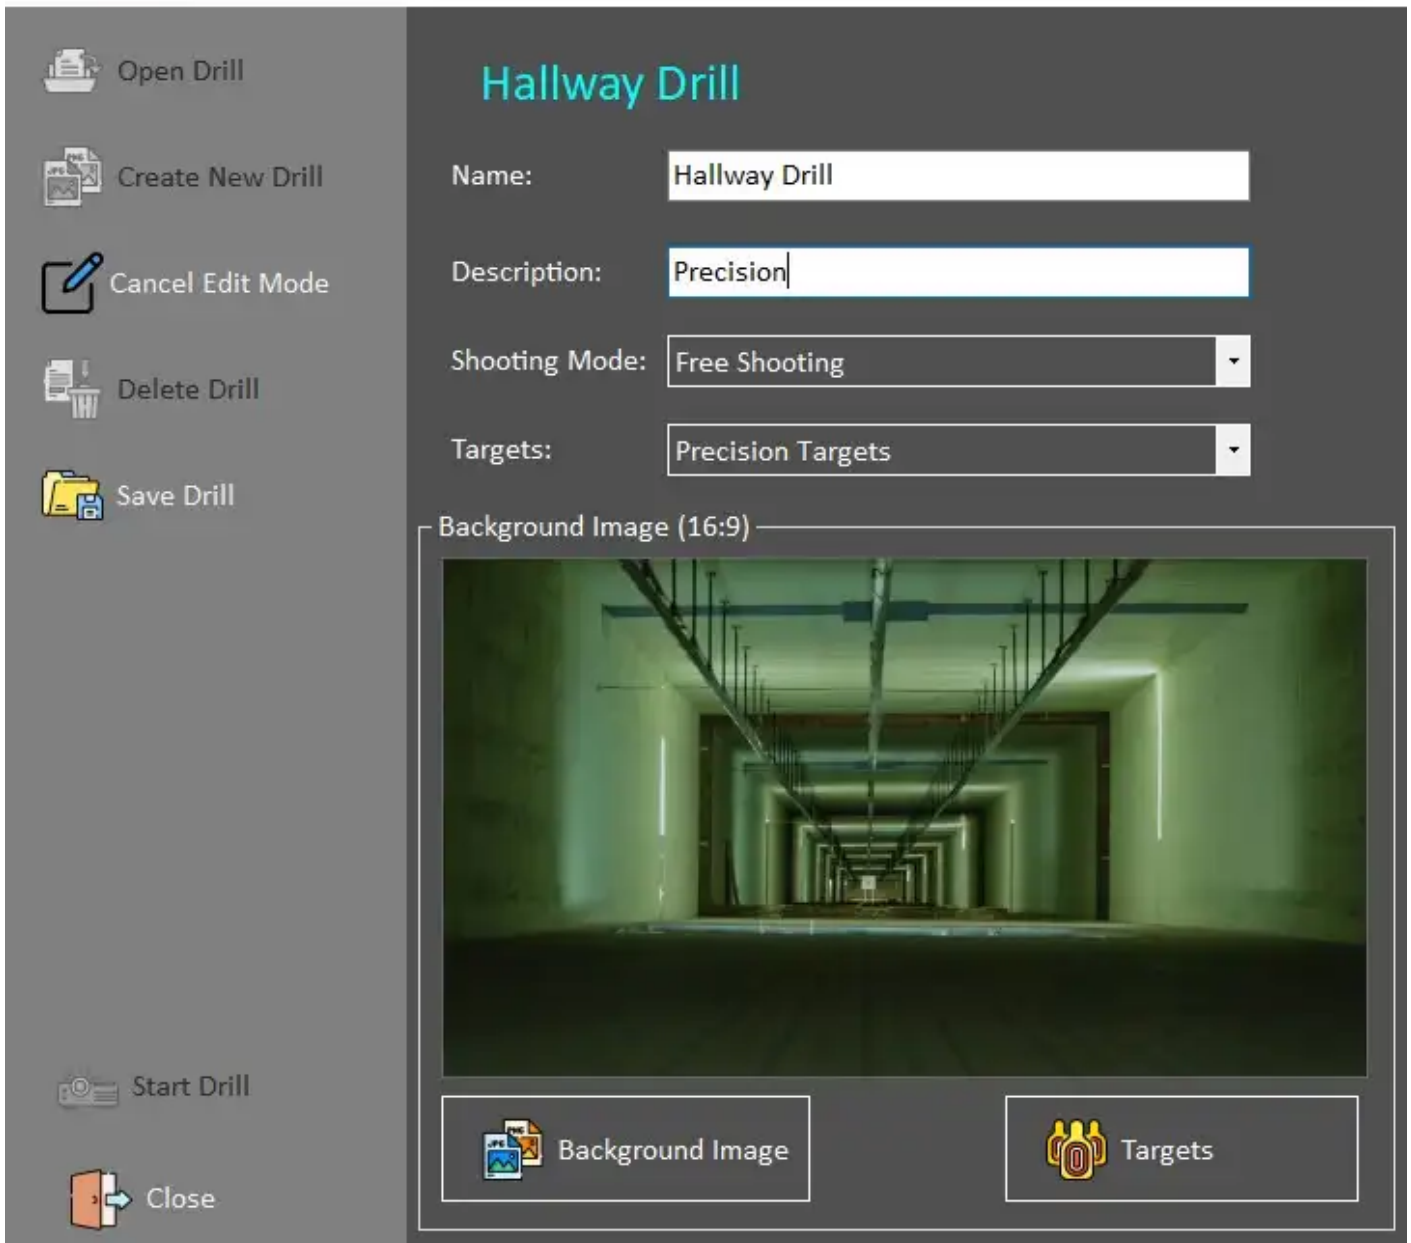 Open Drill
Create New Drill
Cancel Edit Mode
Delete Drill
Save Drill
Start Drill
Close
Hallway Drill
Name: Hallway Drill
Description: Precision
Shooting Mode: Free Shooting
Targets: Precision Targets
Background Image (16:9)
Background Image
Targets